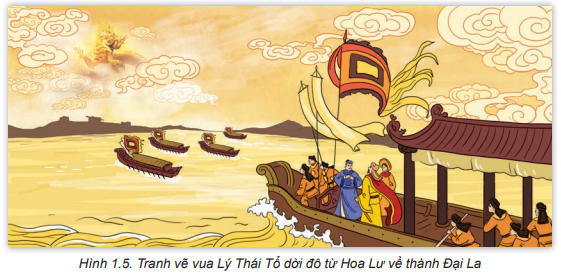 Hình 1.5. Tranh vẽ vua Lý Thái Tổ dời đô từ Hoa Lư về thành Đại La